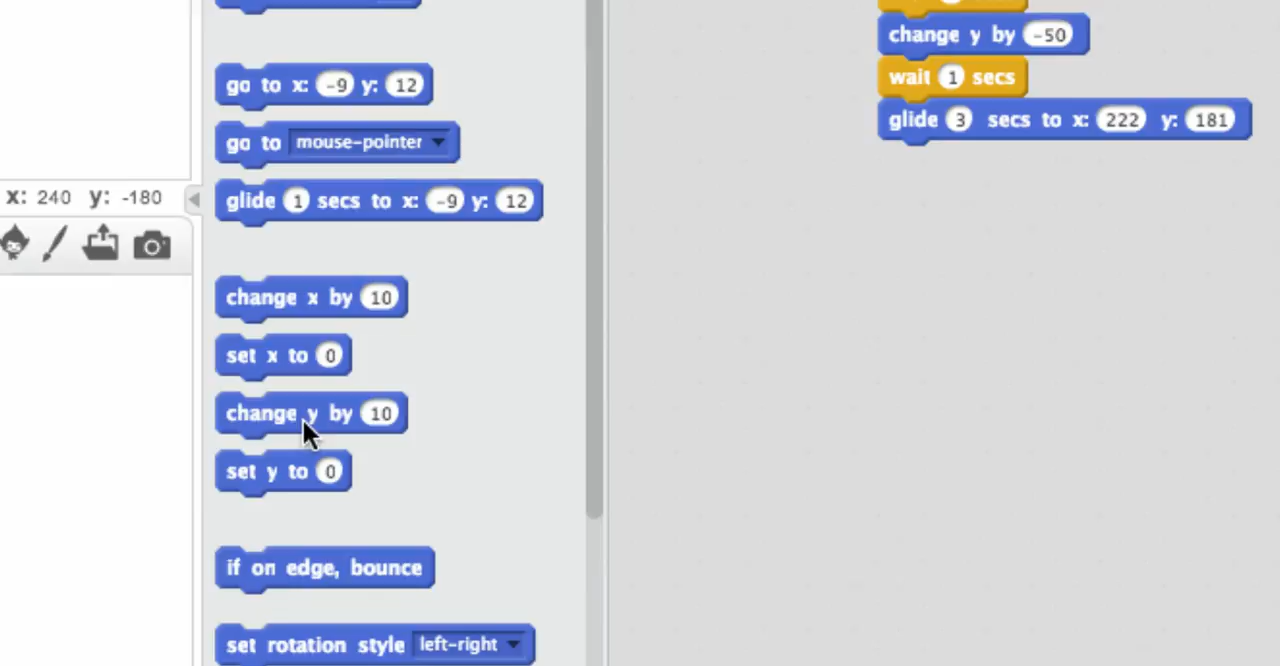 change y by -50
wait 1 secs
glide 3 secs to x: 222 y: 181
go to x: -9 y: 12
go to mouse-pointer
glide 1 secs to x: -9 y: 12
x: 240 y: -180
change x by 10
set x to 0
change y by 10
set y to 0
if on edge, bounce
set rotation style left-right